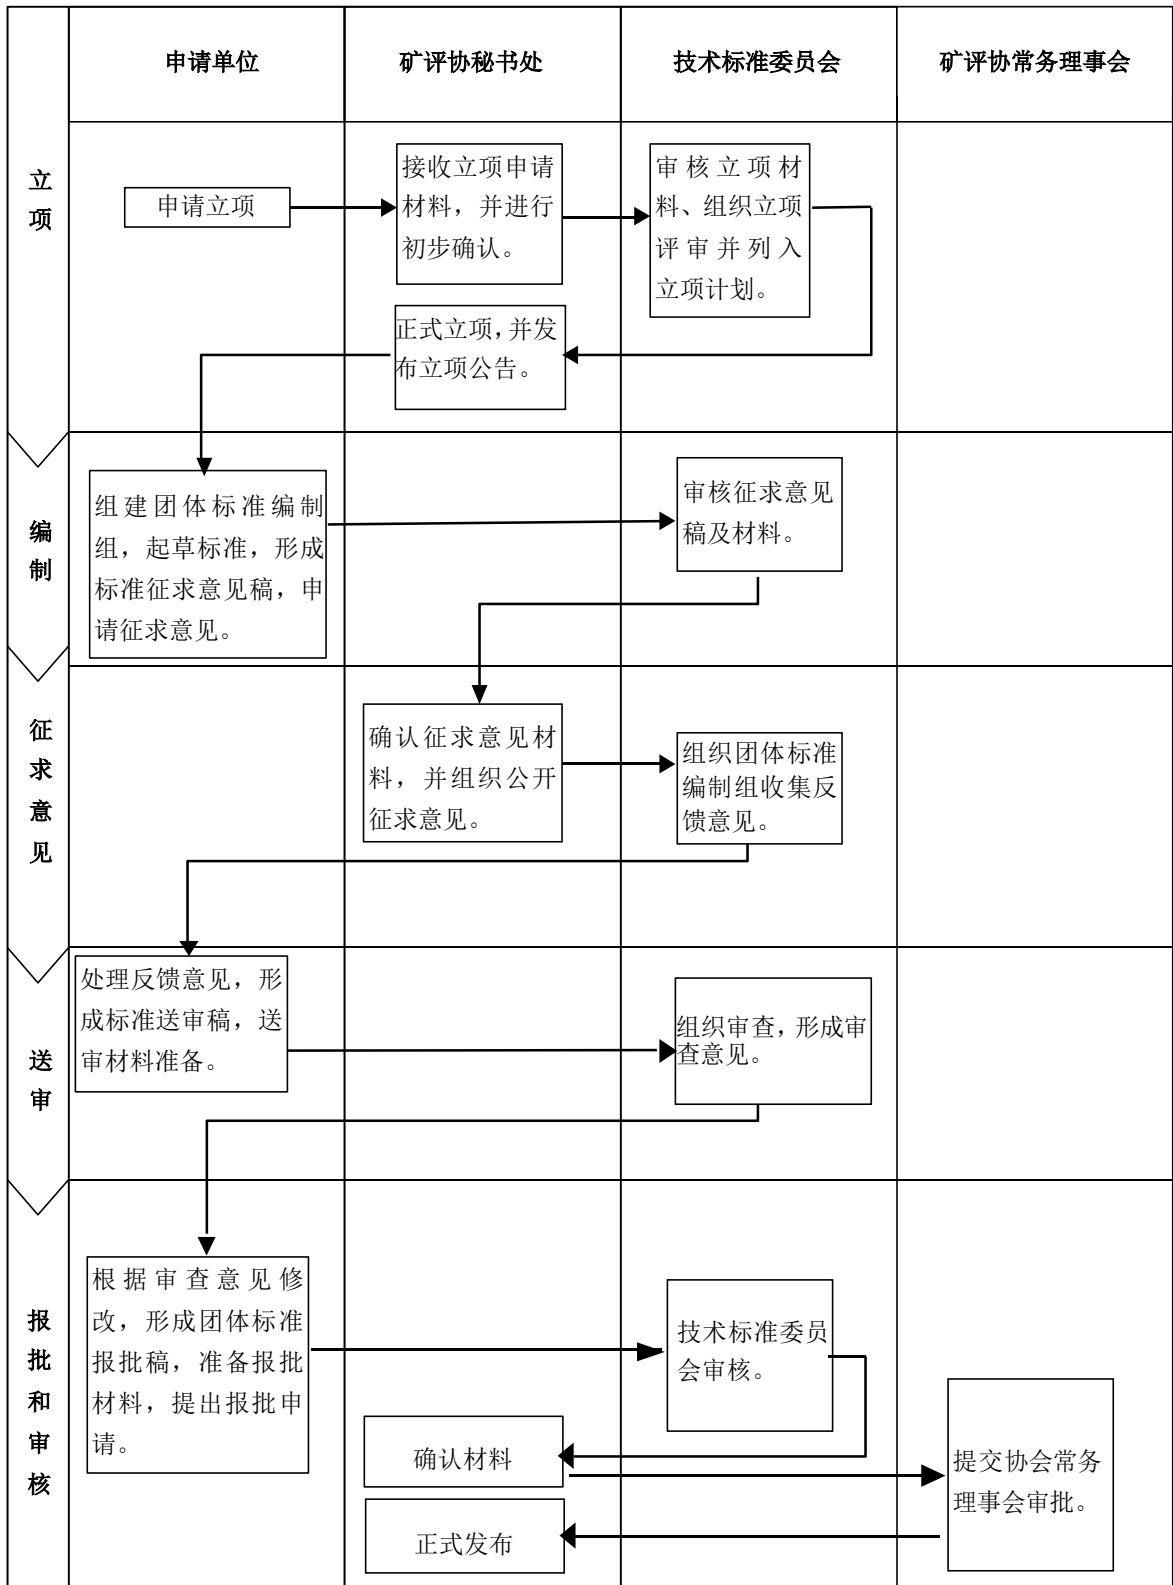 申请单位
矿评协秘书处
技术标准委员会
矿评协常务理事会
立
项
申请立项
接收立项申请
材料，并进行
初步确认。
审核立项材
料、组织立项
评审并列入
立项计划。
正式立项，并发
布立项公告。
编
制
组建团体标准编制
组，起草标准，形成
标准征求意见稿，申
请征求意见。
审核征求意见
稿及材料。
征
求
意
见
确认征求意见材
料，并组织公开
征求意见。
组织团体标准
编制组收集反
馈意见。
送
审
处理反馈意见，形
成标准送审稿，送
审材料准备。
组织审查，形成审
查意见。
报
批
和
审
核
根据审查意见修
改，形成团体标准
报批稿，准备报批
材料，提出报批申
请。
技术标准委员
会审核。
确认材料
提交协会常务
理事会审批。
正式发布